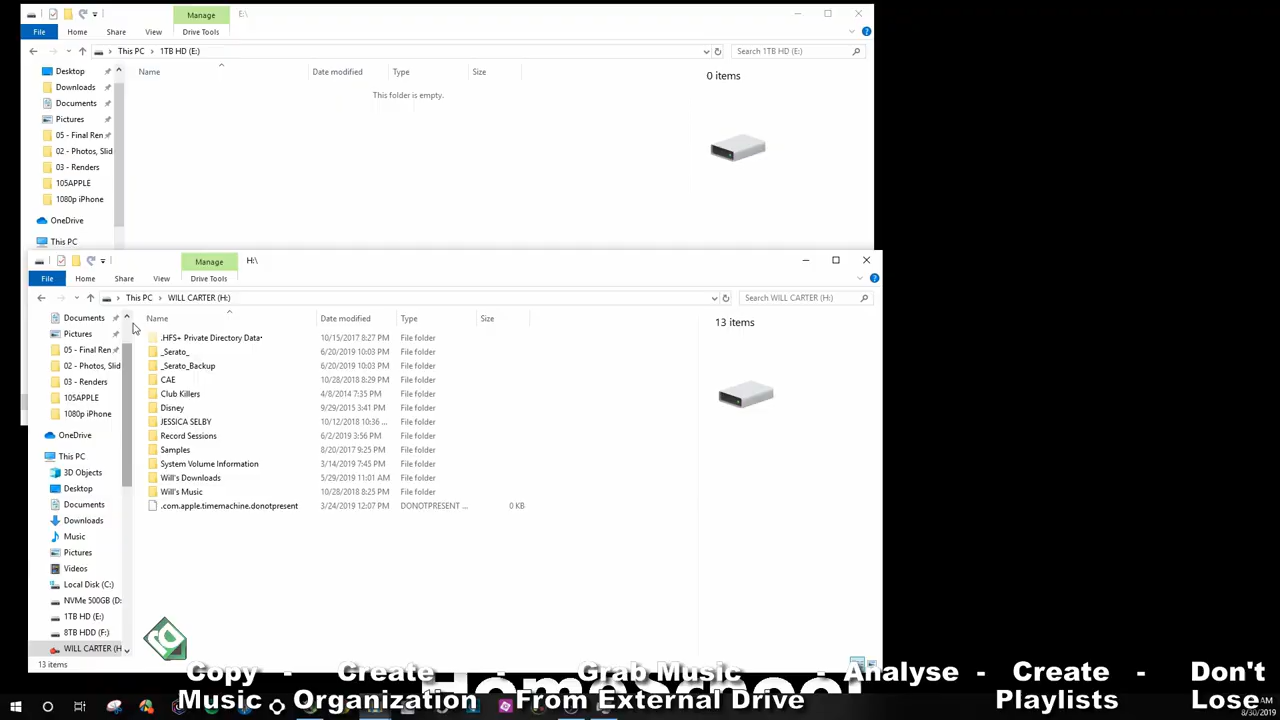 Manage E:\
File Home Share View Drive Tools
This PC 1TB HD (E:) Search 1TB HD (E:)
Name Date modified Type Size
This folder is empty.
0 items
Desktop
Downloads
Documents
Pictures
05 - Final Ren
02 - Photos, Slid
03 - Renders
105APPLE
1080p iPhone
OneDrive
This PC
Manage H:\
File Home Share View Drive Tools
This PC WILL CARTER (H:) Search WILL CARTER (H:)
Name Date modified Type Size
13 items
.HFS+ Private Directory Data 10/15/2017 8:27 PM File folder
_Serato_ 6/20/2019 10:03 PM File folder
_Serato_Backup 6/20/2019 10:03 PM File folder
CAE 10/28/2018 8:29 PM File folder
Club Killers 4/8/2014 7:35 PM File folder
Disney 9/29/2015 3:41 PM File folder
JESSICA SELBY 10/12/2018 10:36 ... File folder
Record Sessions 6/2/2019 3:56 PM File folder
Samples 8/20/2017 9:25 PM File folder
System Volume Information 3/14/2019 7:45 PM File folder
Will's Downloads 5/29/2019 11:01 AM File folder
Will's Music 10/28/2018 8:25 PM File folder
.com.apple.timemachine.donotpresent 3/24/2019 12:07 PM DONOTPRESENT ... 0 KB
Documents
Pictures
05 - Final Ren
02 - Photos, Slid
03 - Renders
105APPLE
1080p iPhone
OneDrive
This PC
3D Objects
Desktop
Documents
Downloads
Music
Pictures
Videos
Local Disk (C:)
NVMe 500GB (D:
1TB HD (E:)
8TB HDD (F:)
WILL CARTER (H
13 items
Copy - Create - Grab Music - Analyse - Create - Don't
Music Organization From External Drive Playlists Lose
8/30/2019